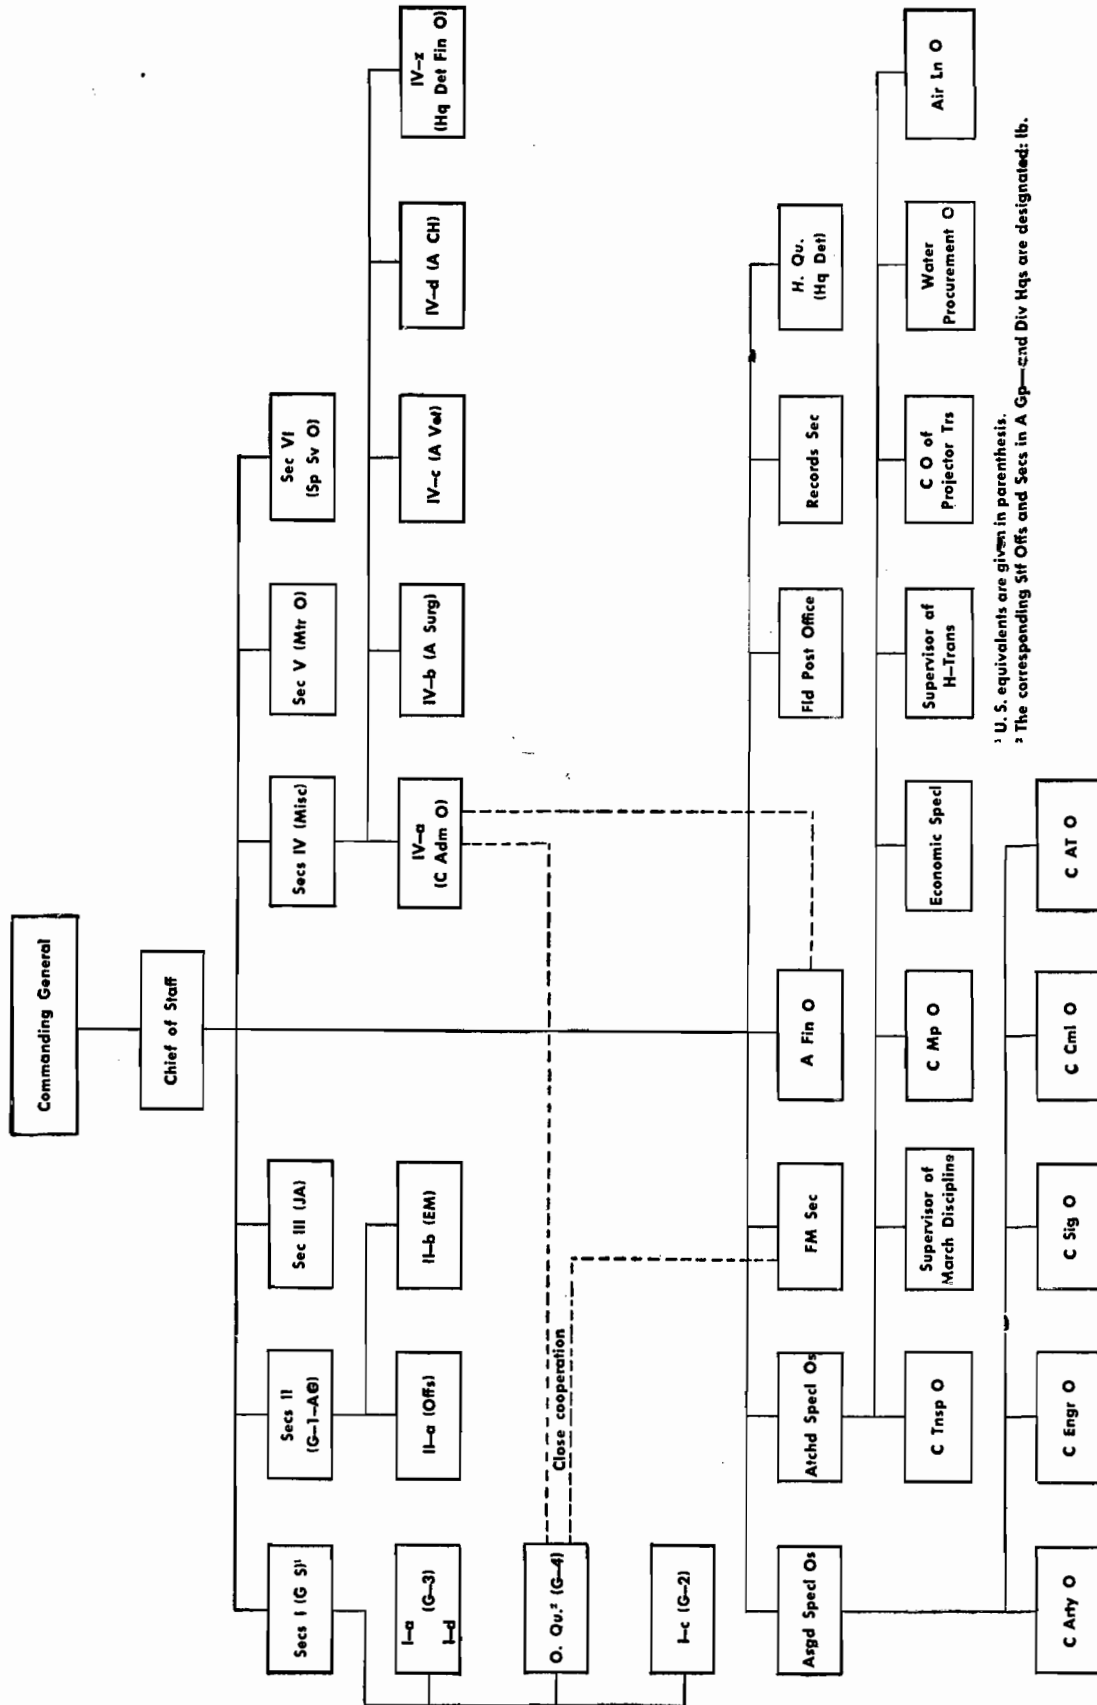 Commanding General
Chief of Staff
Secs I (G S)¹
Secs II
(G-1-AG)
Sec III (JA)
Secs IV (Misc)
Sec V (Mtr O)
Sec VI
(Sp Sv O)
I-a
(G-3)
I-d
II-a (Offs)
II-b (EM)
IV-a
(C Adm O)
IV-b (A Surg)
IV-c (A Vet)
IV-d (A CH)
IV-z
(Hq Det Fin O)
O. Qu.² (G-4)
Close cooperation
I-c (G-2)
Asgd Specl Os
Atchd Specl Os
FM Sec
A Fin O
Fld Post Office
Records Sec
H. Qu.
(Hq Det)
C Tnsp O
Supervisor of
March Discipline
C Mp O
Economic Specl
Supervisor of
H-Trans
C O of
Projector Trs
Water
Procurement O
Air Ln O
C Arty O
C Engr O
C Sig O
C Cml O
C AT O
¹ U. S. equivalents are given in parenthesis.
² The corresponding Stf Offs and Secs in A Gp—and Div Hqs are designated: Ib.